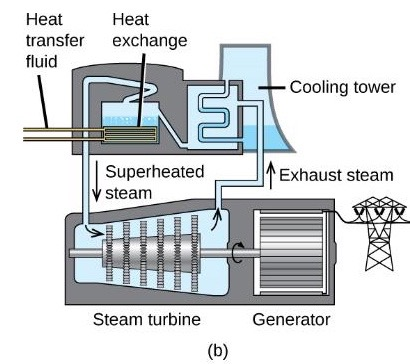 Heat
transfer
fluid
Heat
exchange
Cooling tower
Superheated
steam
Exhaust steam
Steam turbine
Generator
(b)